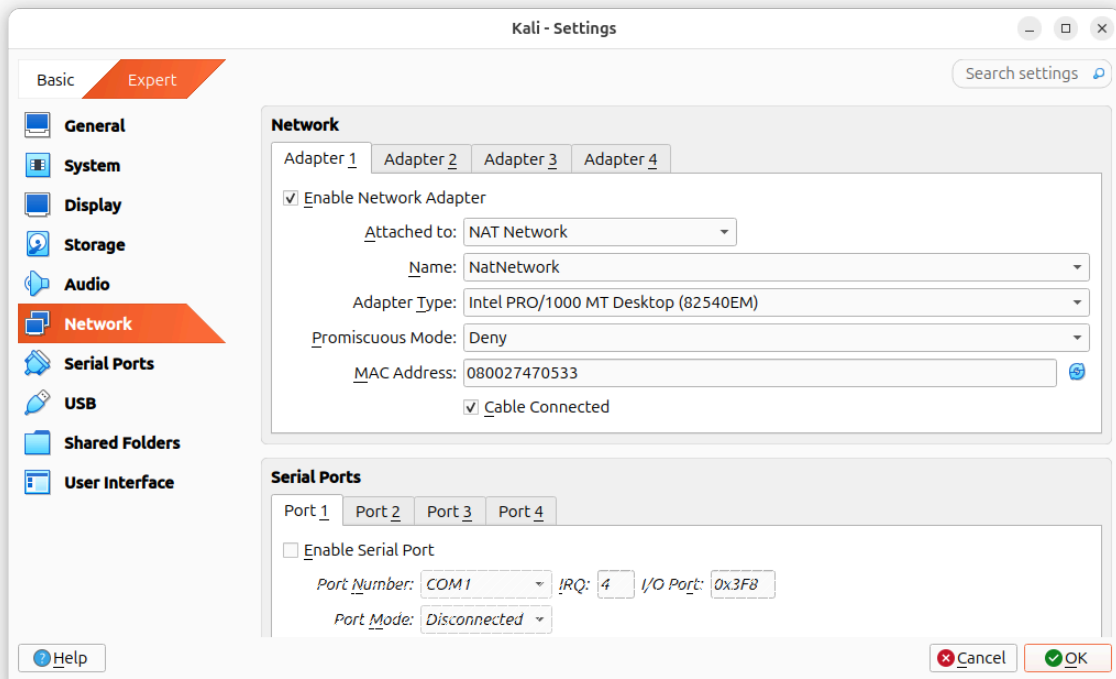 Kali - Settings
Basic
Expert
Search settings
General
System
Display
Storage
Audio
Network
Serial Ports
USB
Shared Folders
User Interface
Network
Adapter 1 Adapter 2 Adapter 3 Adapter 4
Enable Network Adapter
Attached to: NAT Network
Name: NatNetwork
Adapter Type: Intel PRO/1000 MT Desktop (82540EM)
Promiscuous Mode: Deny
MAC Address: 080027470533
Cable Connected
Serial Ports
Port 1 Port 2 Port 3 Port 4
Enable Serial Port
Port Number: COM1 IRQ: 4 I/O Port: 0x3F8
Port Mode: Disconnected
Help
Cancel
OK